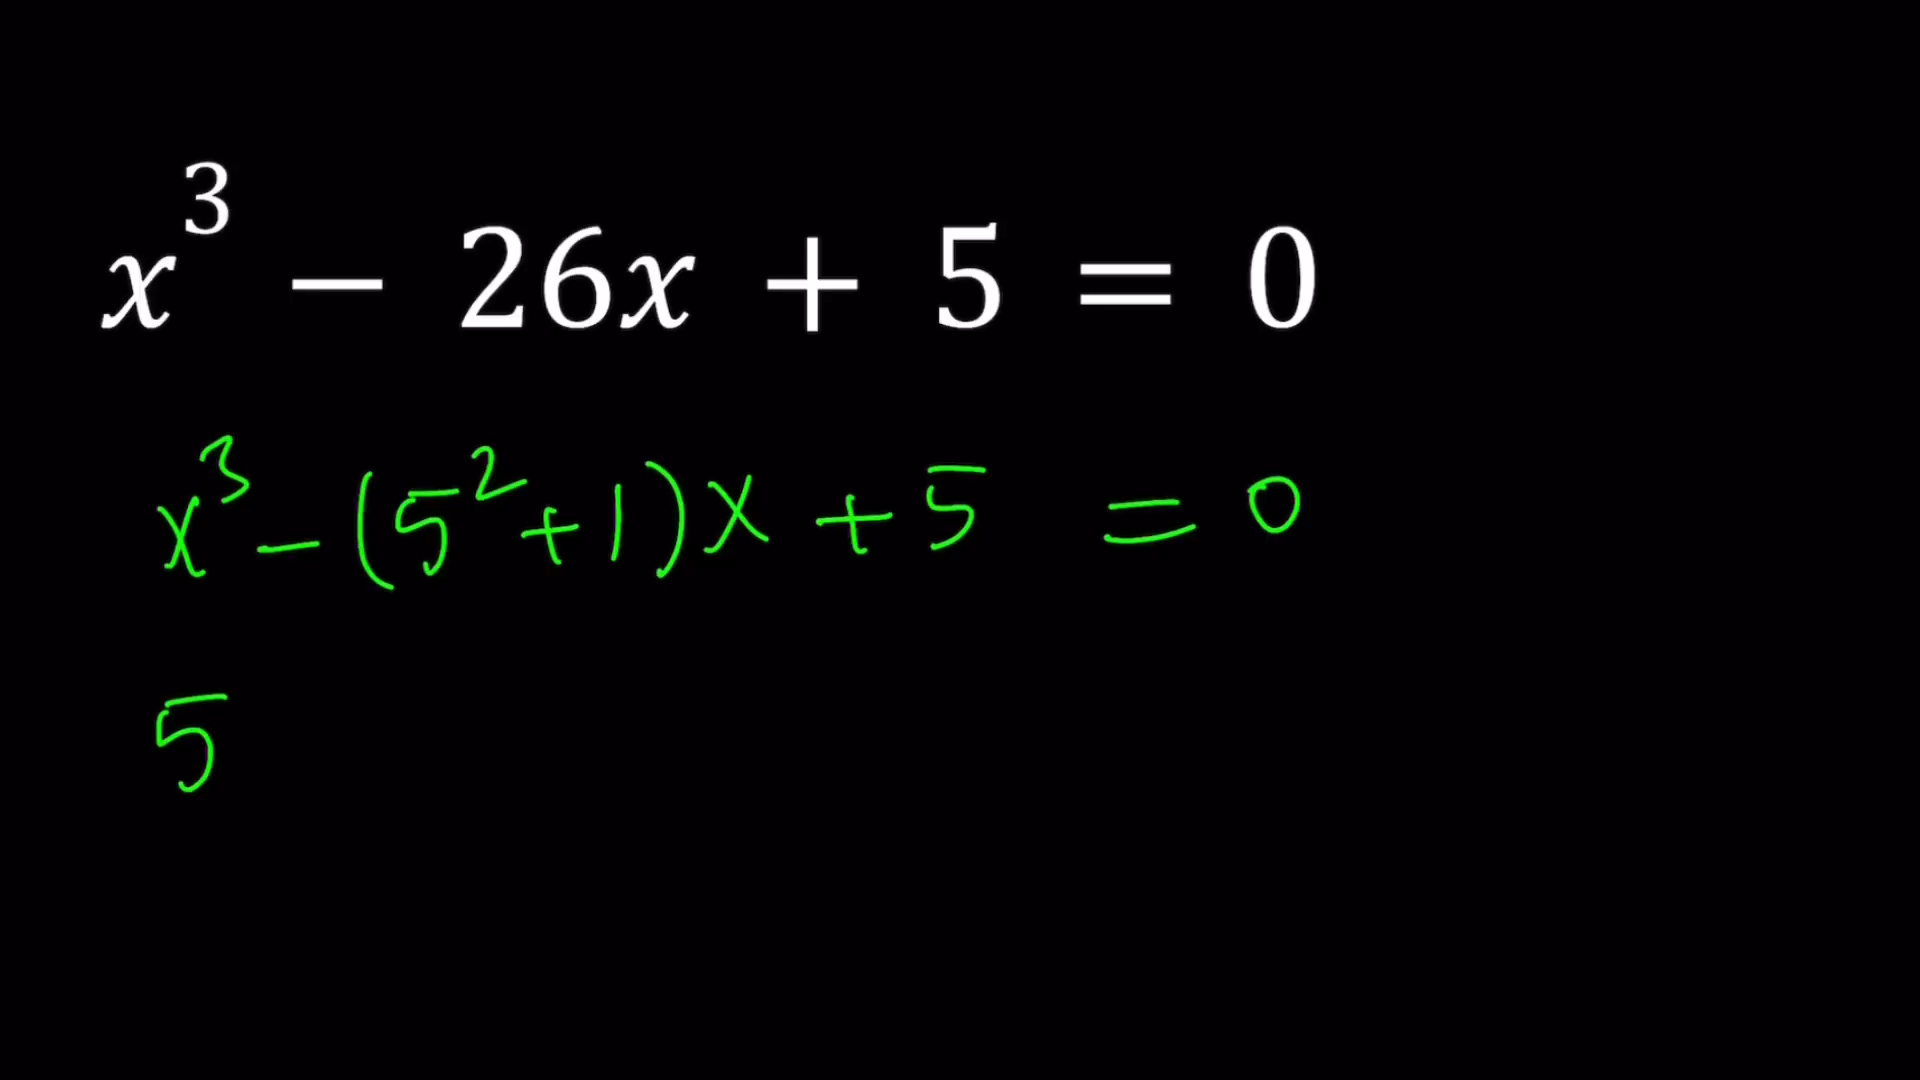 x³ − 26x + 5 = 0
x³ − (5² + 1)x + 5 = 0
5